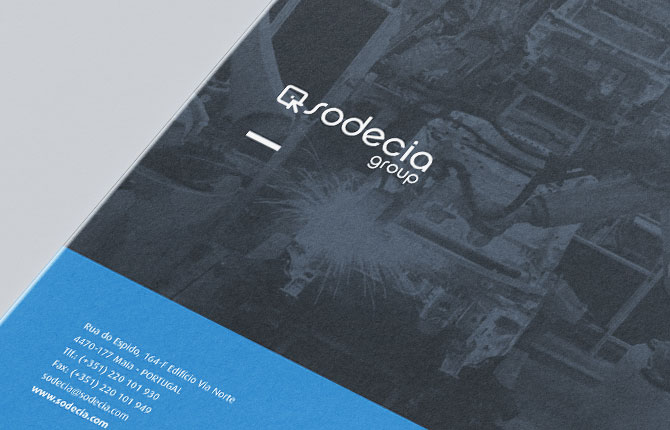 sodecia
group
Rua do Espido, 164-F Edifício Via Norte
4470-177 Maia - PORTUGAL
Tlf.: (+351) 220 101 930
Fax: (+351) 220 101 949
sodecia@sodecia.com
www.sodecia.com